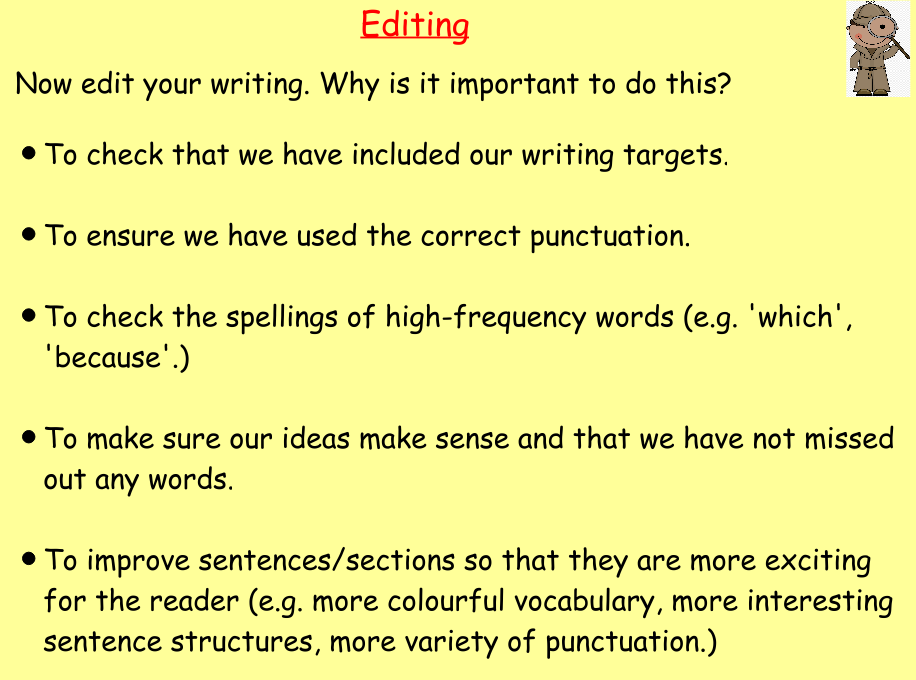 Editing
Now edit your writing. Why is it important to do this?
• To check that we have included our writing targets.
• To ensure we have used the correct punctuation.
• To check the spellings of high-frequency words (e.g. 'which',
'because'.)
• To make sure our ideas make sense and that we have not missed
out any words.
• To improve sentences/sections so that they are more exciting
for the reader (e.g. more colourful vocabulary, more interesting
sentence structures, more variety of punctuation.)